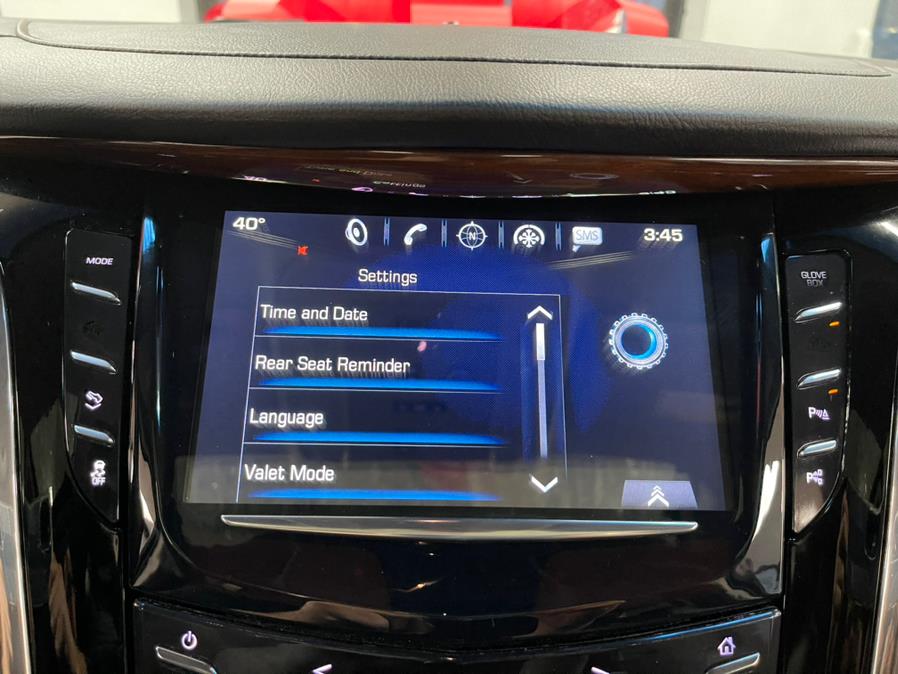 40°
N
SMS
3:45
Settings
Time and Date
Rear Seat Reminder
Language
Valet Mode
MODE
OFF
GLOVE
BOX
P
P